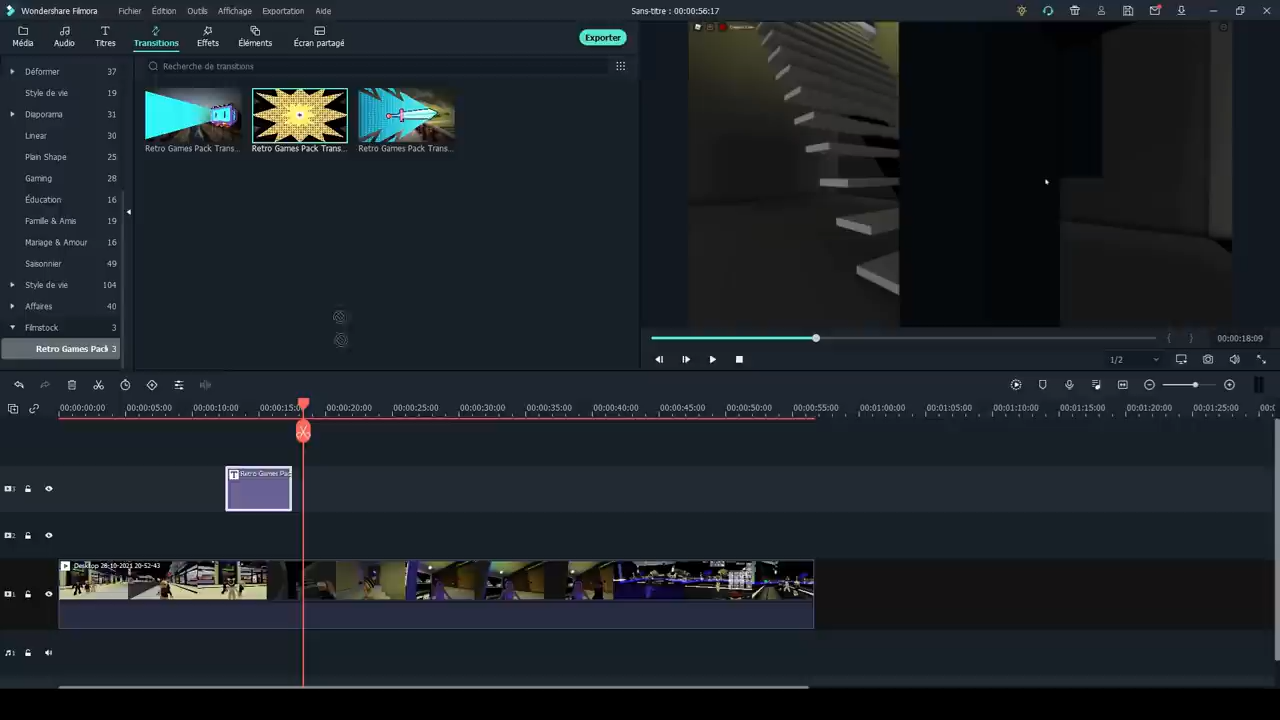 Wondershare Filmora Fichier Édition Outils Affichage Exportation Aide Sans-titre : 00:00:56:17
Média Audio Titres Transitions Effets Éléments Écran partagé Exporter
Recherche de transitions
Déformer 37
Style de vie 19
Diaporama 31
Linear 30
Plain Shape 25
Gaming 28
Éducation 16
Famille & Amis 19
Mariage & Amour 16
Saisonnier 49
Style de vie 104
Affaires 40
Filmstock 3
Retro Games Pack 3
Retro Games Pack Trans... Retro Games Pack Trans... Retro Games Pack Trans...
00:00:18:09
1/2
00:00:00:00 00:00:05:00 00:00:10:00 00:00:15:0 00:00:20:00 00:00:25:00 00:00:30:00 00:00:35:00 00:00:40:00 00:00:45:00 00:00:50:00 00:00:55:00 00:01:00:00 00:01:05:00 00:01:10:00 00:01:15:00 00:01:20:00 00:01:25:00 00:0
T Retro Games Pac
3
2
Desktop 26-10-2021 20-52-43
1
1